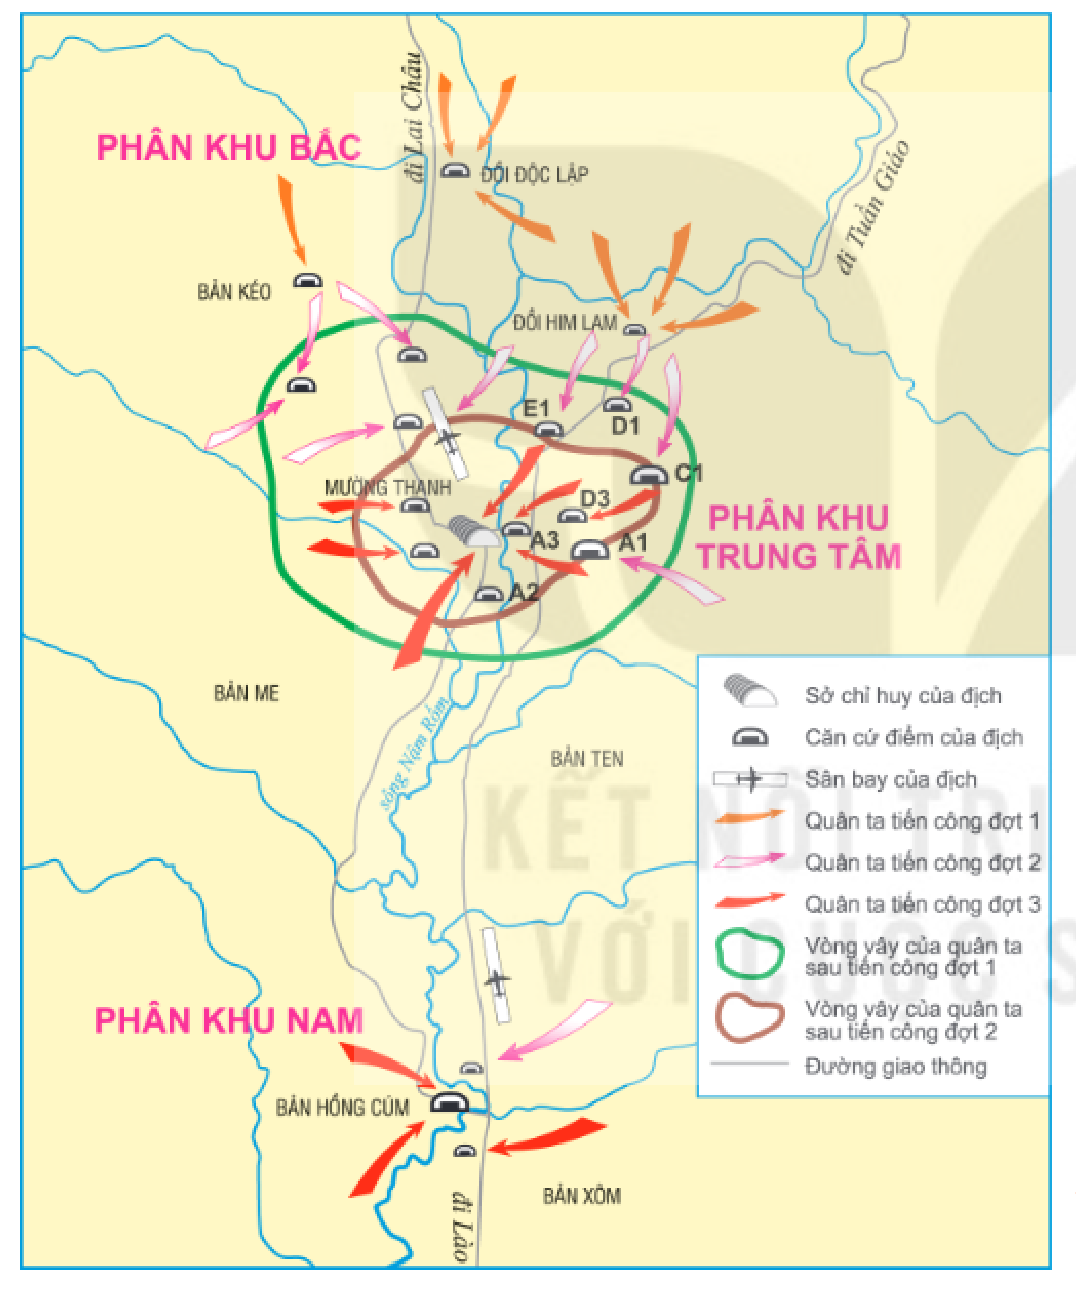 đi Lai Châu
PHÂN KHU BẮC
ĐỒI ĐỘC LẬP
đi Tuần Giáo
BẢN KÉO
ĐỒI HIM LAM
E1
D1
C1
MƯỜNG THANH
D3
PHÂN KHU
TRUNG TÂM
A3
A1
A2
BẢN ME
sông Nậm Rốm
BẢN TEN
Sở chỉ huy của địch
Căn cứ điểm của địch
Sân bay của địch
Quân ta tiến công đợt 1
Quân ta tiến công đợt 2
Quân ta tiến công đợt 3
Vòng vây của quân ta
sau tiến công đợt 1
Vòng vây của quân ta
sau tiến công đợt 2
Đường giao thông
KẾT NỐI TRI
VỚI CUỘC S
PHÂN KHU NAM
BẢN HỒNG CÚM
BẢN XÔM
đi Lào